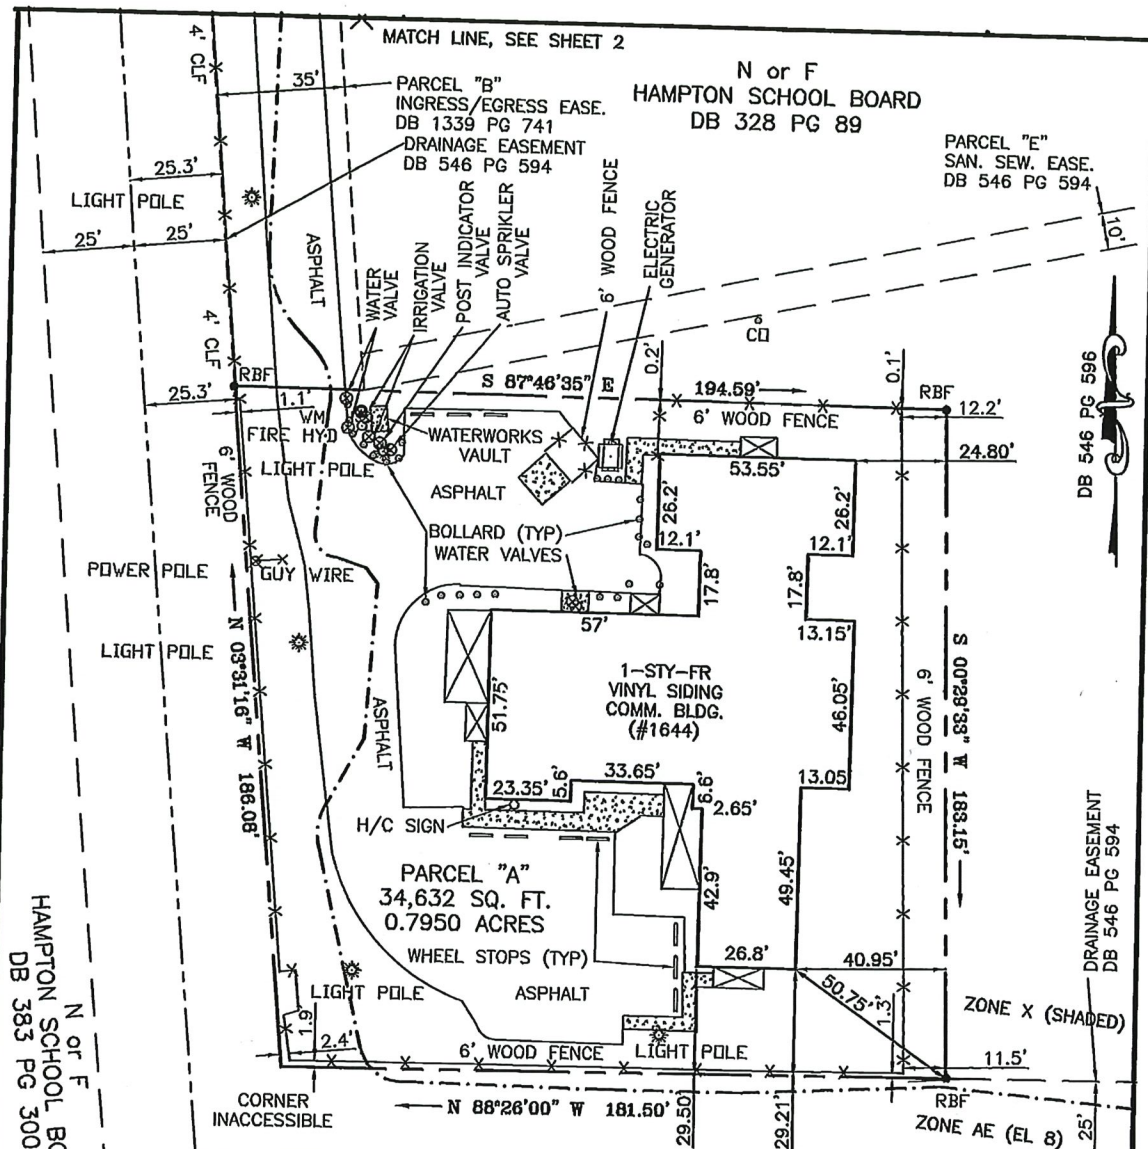 MATCH LINE, SEE SHEET 2
N or F
HAMPTON SCHOOL BOARD
DB 328 PG 89
4' CLF
35'
PARCEL "B"
INGRESS/EGRESS EASE.
DB 1339 PG 741
DRAINAGE EASEMENT
DB 546 PG 594
PARCEL "E"
SAN. SEW. EASE.
DB 546 PG 594
10'
25.3'
LIGHT POLE
25'
25'
ASPHALT
WATER
VALVE
IRRIGATION
VALVE
POST INDICATOR
VALVE
AUTO SPRIKLER
VALVE
6' WOOD FENCE
ELECTRIC
GENERATOR
CO
4' CLF
RBF
S 87°46'35" E
194.59'
0.2'
0.1'
RBF
DB 546 PG 596
25.3'
1.1'
WM
FIRE HYD
LIGHT POLE
WATERWORKS
VAULT
6' WOOD FENCE
12.2'
24.80'
53.55'
6' WOOD
FENCE
ASPHALT
26.2'
26.2'
BOLLARD (TYP)
WATER VALVES
12.1'
12.1'
POWER POLE
GUY WIRE
17.8'
17.8'
57'
13.15'
N 03°31'16" W 186.08'
LIGHT POLE
1-STY-FR
VINYL SIDING
COMM. BLDG.
(#1644)
51.75'
46.05'
6' WOOD FENCE
S 00°29'33" W 183.15'
ASPHALT
23.35'
5.6'
33.65'
6.6'
2.65'
13.05
H/C SIGN
PARCEL "A"
34,632 SQ. FT.
0.7950 ACRES
42.9'
49.45'
DRAINAGE EASEMENT
DB 546 PG 594
WHEEL STOPS (TYP)
26.8'
40.95'
LIGHT POLE
ASPHALT
50.75'
1.3'
ZONE X (SHADED)
1.9'
2.4'
6' WOOD FENCE
LIGHT POLE
11.5'
CORNER
INACCESSIBLE
N 88°26'00" W 181.50'
29.50'
29.21'
RBF
ZONE AE (EL 8)
25'
N or F
HAMPTON SCHOOL BO
DB 383 PG 300